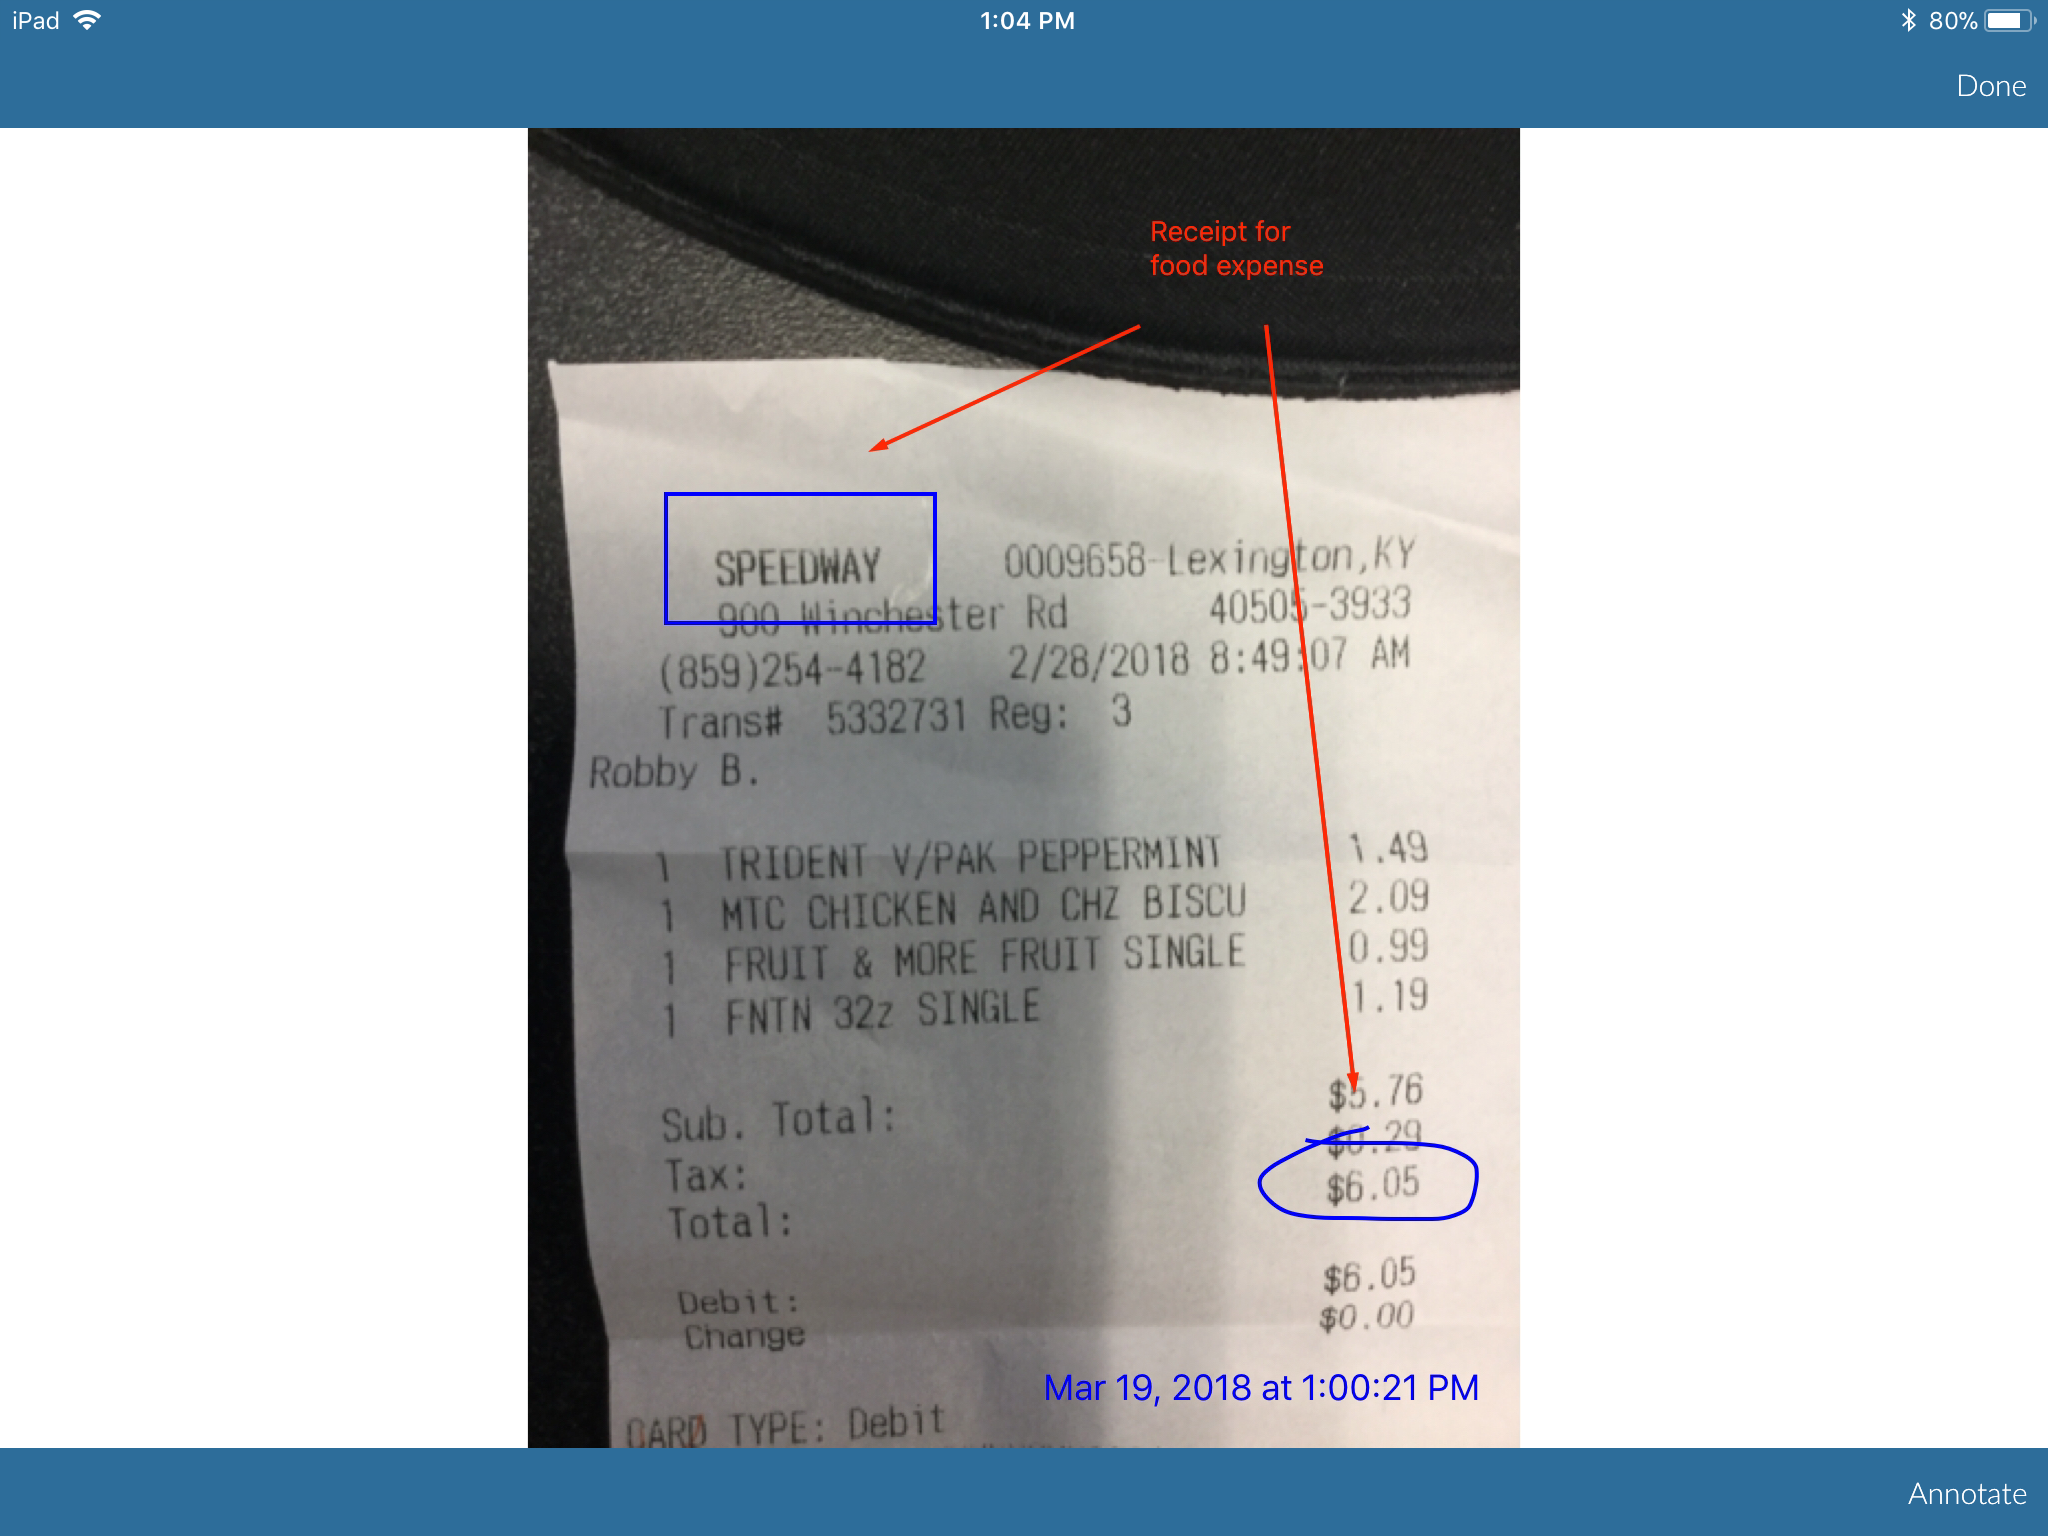 iPad 1:04 PM 80%
Done
Receipt for
food expense
SPEEDWAY 0009658-Lexington,KY
900 Winchester Rd 40505-3933
(859)254-4182 2/28/2018 8:49:07 AM
Trans# 5332731 Reg: 3
Robby B.
1 TRIDENT V/PAK PEPPERMINT 1.49
1 MTC CHICKEN AND CHZ BISCU 2.09
1 FRUIT & MORE FRUIT SINGLE 0.99
1 FNTN 32z SINGLE 1.19
Sub. Total: $5.76
Tax: $0.29
Total: $6.05
Debit: $6.05
Change $0.00
Mar 19, 2018 at 1:00:21 PM
CARD TYPE: Debit
Annotate